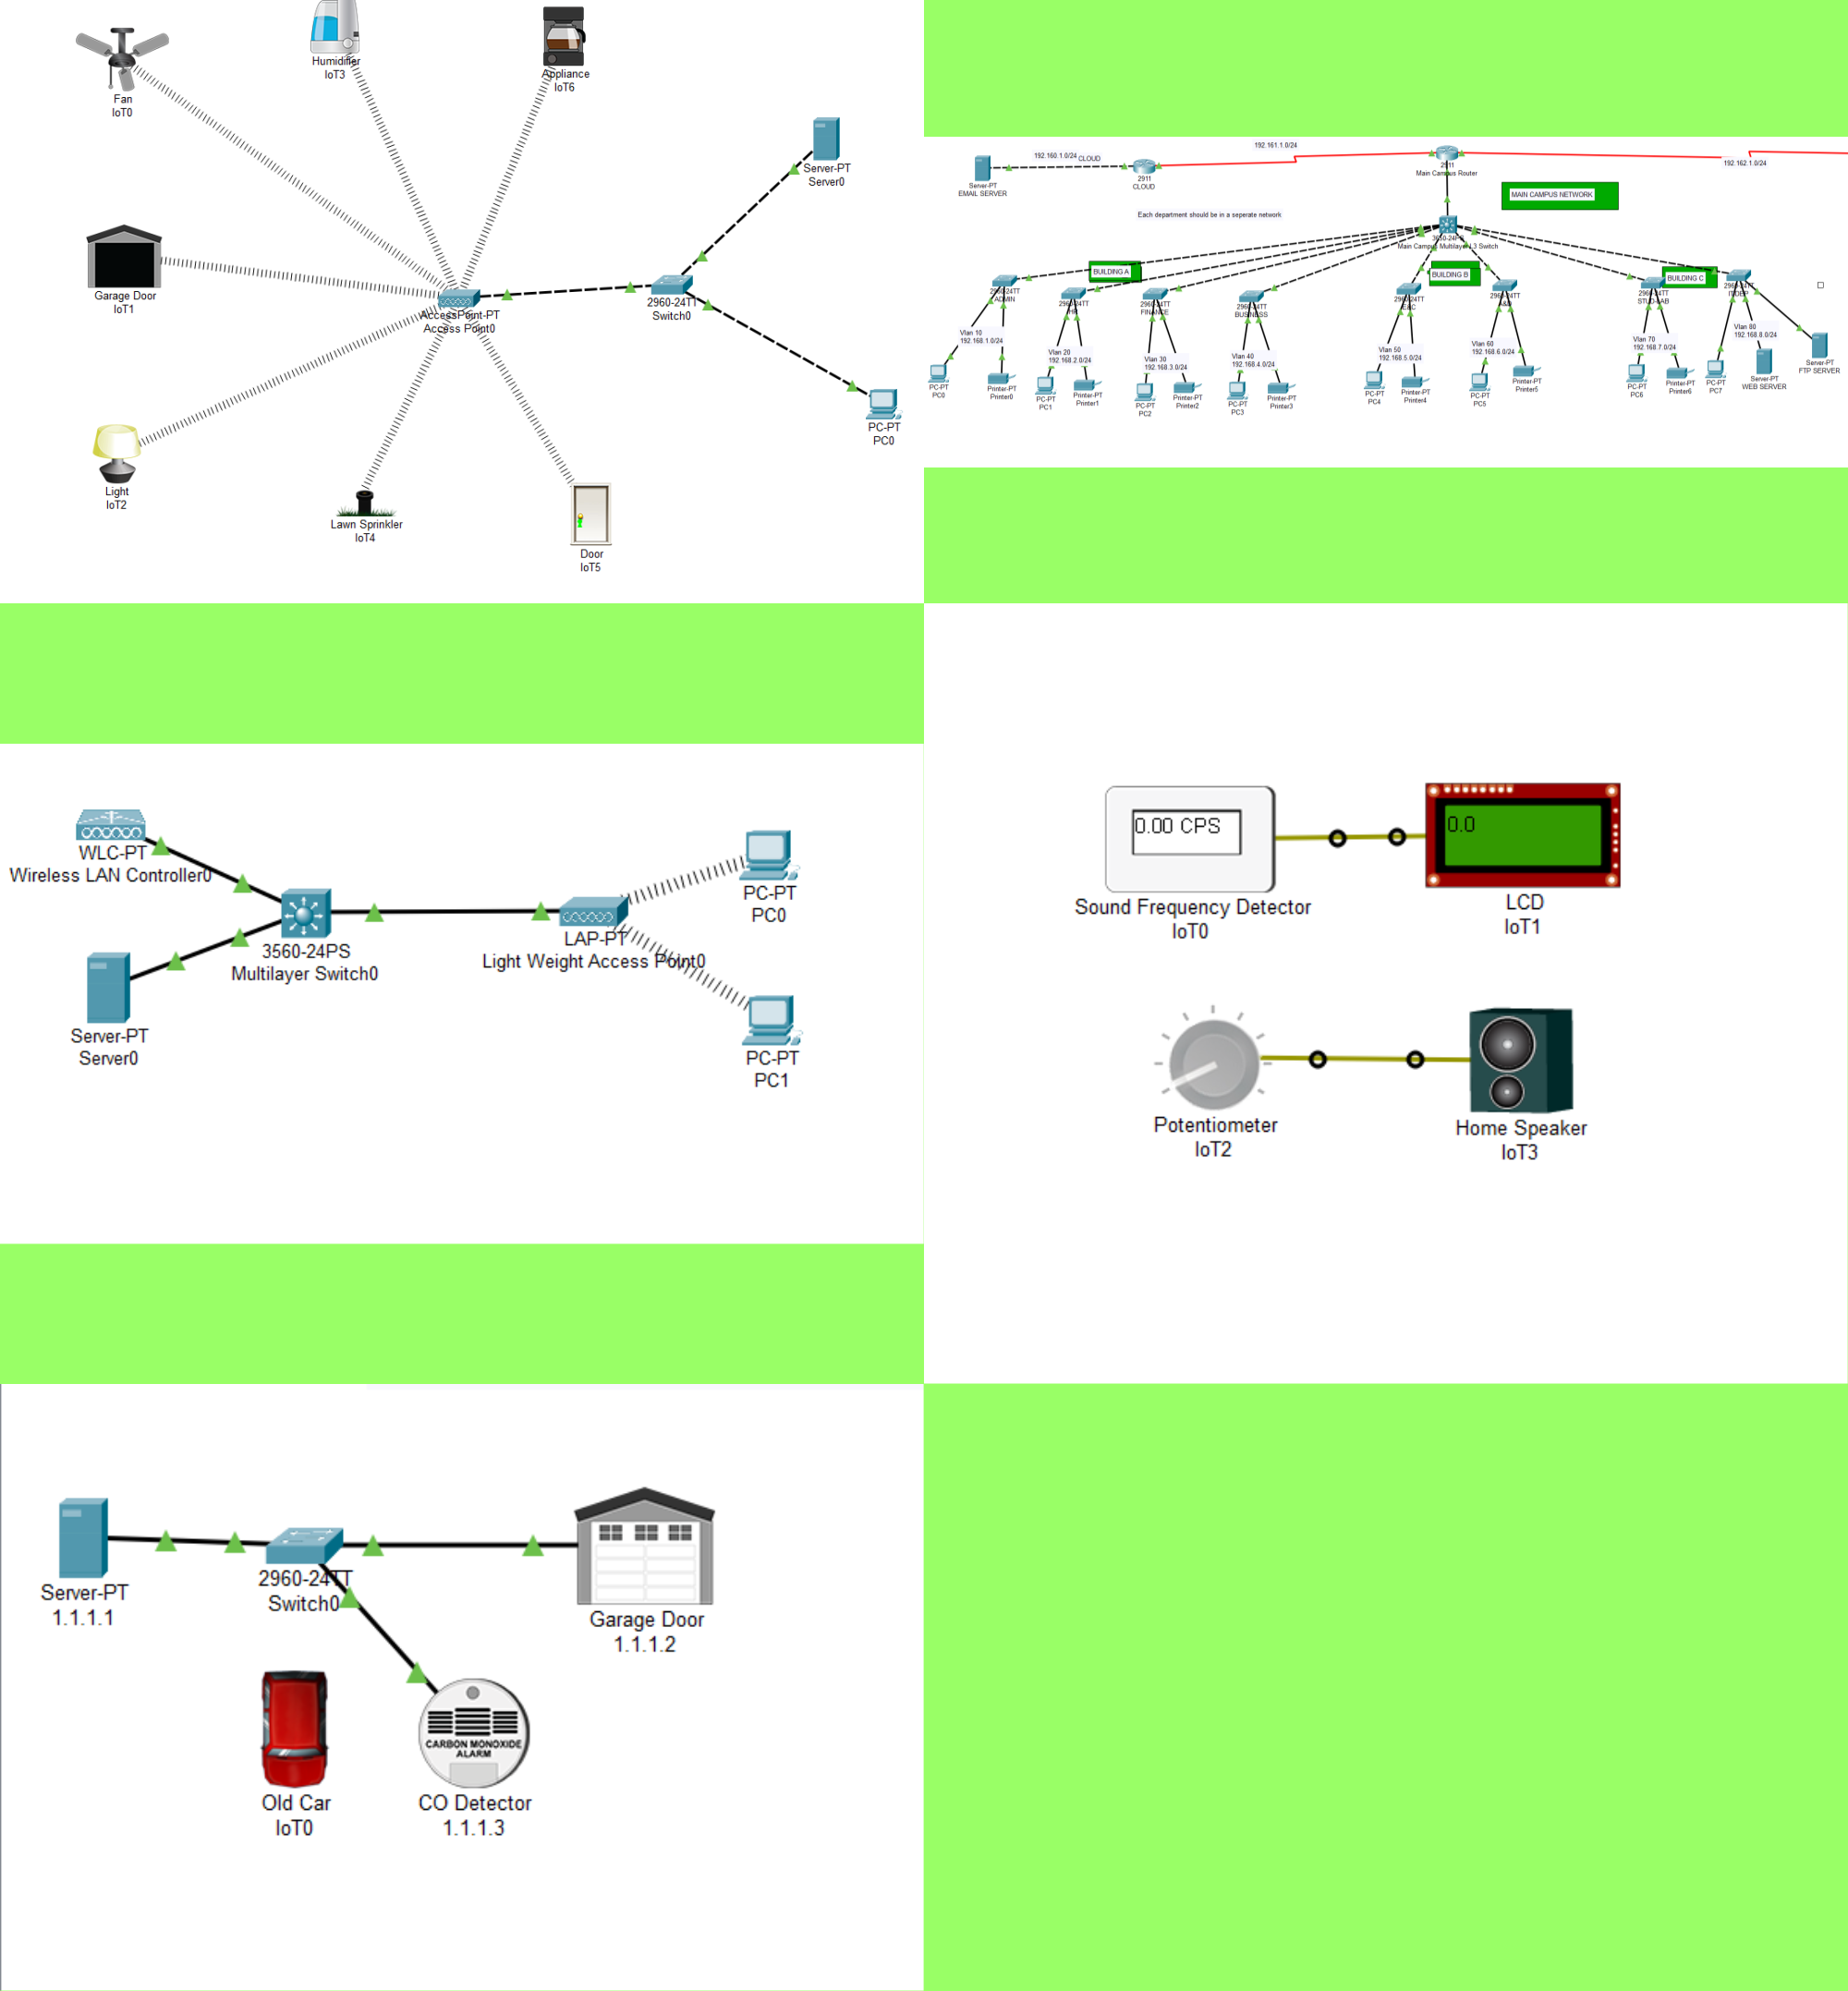 Humidifier
IoT3
Appliance
IoT6
Fan
IoT0
Server-PT
Server0
Garage Door
IoT1
AccessPoint-PT
Access Point0
2960-24TT
Switch0
PC-PT
PC0
Light
IoT2
Lawn Sprinkler
IoT4
Door
IoT5
192.161.1.0/24
192.160.1.0/24
CLOUD
192.162.1.0/24
Server-PT
EMAIL SERVER
2911
CLOUD
2911
Main Campus Router
MAIN CAMPUS NETWORK
Each department should be in a seperate network
Main Campus Multilayer L3 Switch
BUILDING A
BUILDING B
BUILDING C
2960-24TT
ADMIN
2960-24TT
HR
2960-24TT
FINANCE
2960-24TT
BUSINESS
2960-24TT
2960-24TT
2960-24TT
STUD-LAB
2960-24TT
Vlan 10
192.168.1.0/24
Vlan 20
192.168.2.0/24
Vlan 30
192.168.3.0/24
Vlan 40
192.168.4.0/24
Vlan 50
192.168.5.0/24
Vlan 60
192.168.6.0/24
Vlan 70
192.168.7.0/24
Vlan 80
192.168.8.0/24
PC-PT
PC0
Printer-PT
Printer0
PC-PT
PC1
Printer-PT
Printer1
PC-PT
PC2
Printer-PT
Printer2
PC-PT
PC3
Printer-PT
Printer3
PC-PT
PC4
Printer-PT
Printer4
PC-PT
PC5
Printer-PT
Printer5
PC-PT
PC6
Printer-PT
Printer6
PC-PT
PC7
Server-PT
WEB SERVER
Server-PT
FTP SERVER
WLC-PT
Wireless LAN Controller0
3560-24PS
Multilayer Switch0
Server-PT
Server0
LAP-PT
Light Weight Access Point0
PC-PT
PC0
PC-PT
PC1
0.00 CPS
0.0
Sound Frequency Detector
IoT0
LCD
IoT1
Potentiometer
IoT2
Home Speaker
IoT3
Server-PT
1.1.1.1
2960-24TT
Switch0
Garage Door
1.1.1.2
CARBON MONOXIDE
ALARM
Old Car
IoT0
CO Detector
1.1.1.3